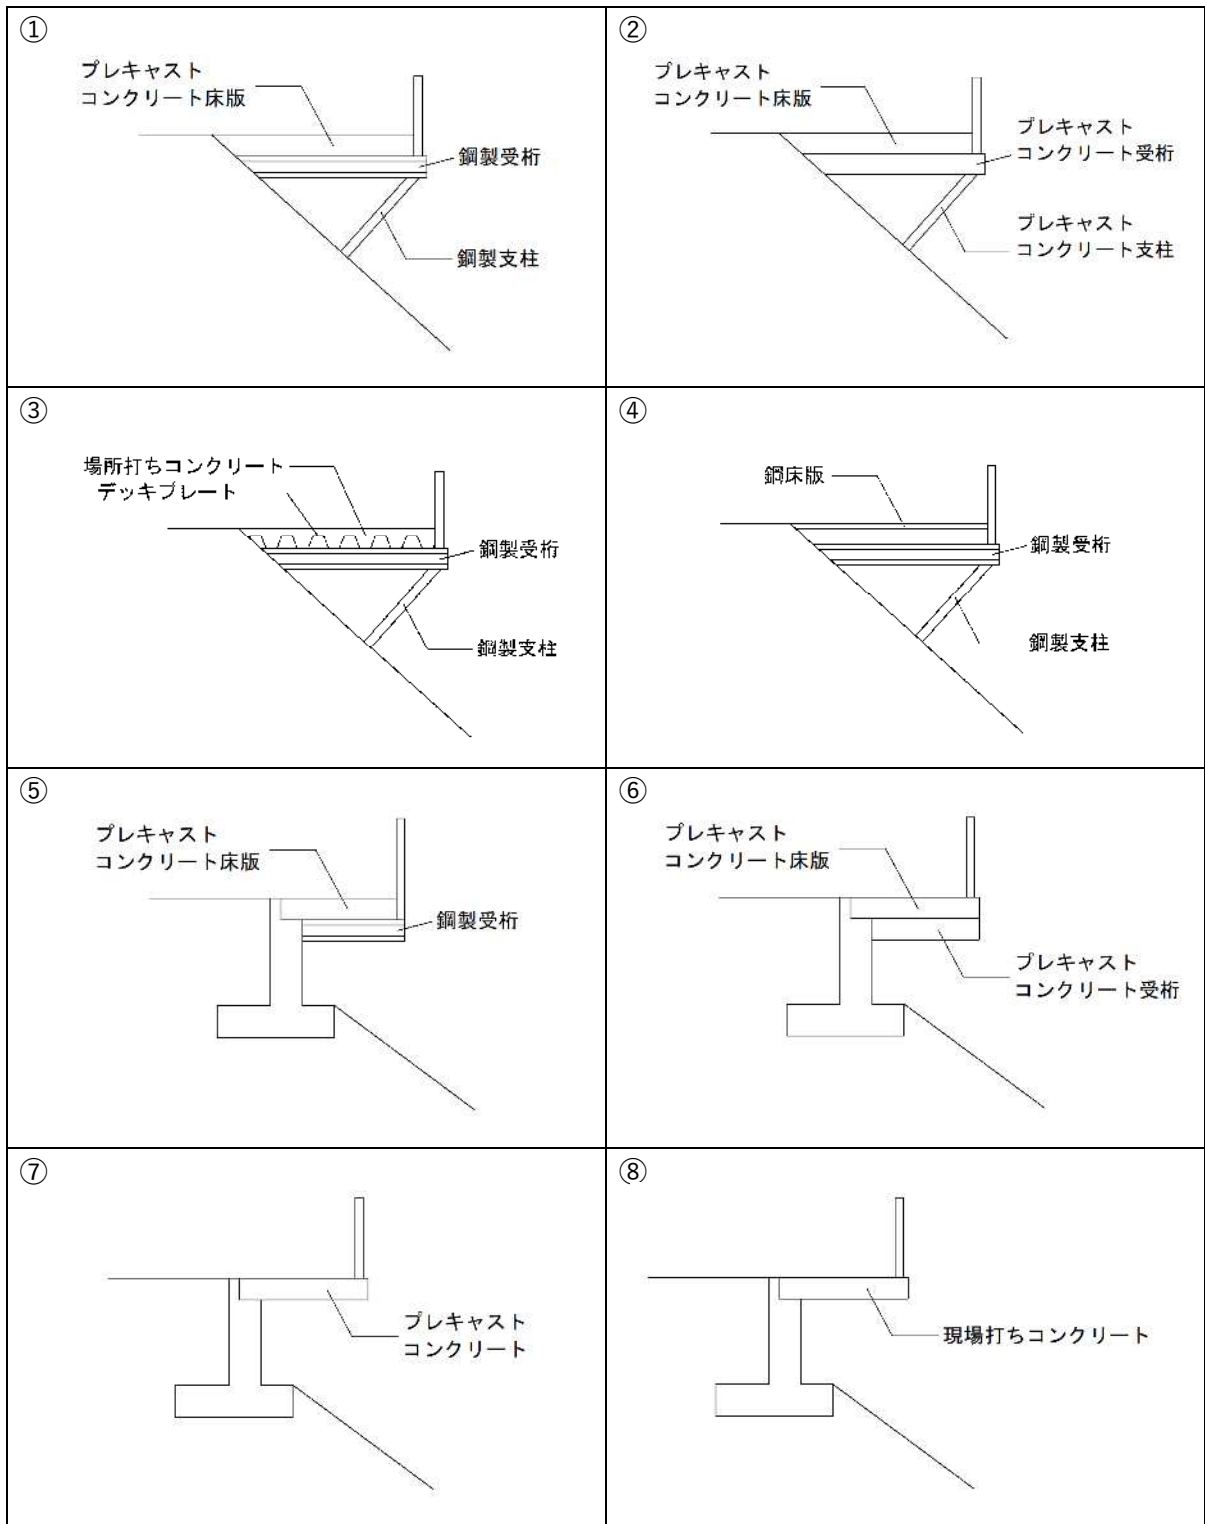 ①
プレキャスト
コンクリート床版
鋼製受桁
鋼製支柱
②
プレキャスト
コンクリート床版
プレキャスト
コンクリート受桁
プレキャスト
コンクリート支柱
③
場所打ちコンクリート
デッキプレート
鋼製受桁
鋼製支柱
④
鋼床版
鋼製受桁
鋼製支柱
⑤
プレキャスト
コンクリート床版
鋼製受桁
⑥
プレキャスト
コンクリート床版
プレキャスト
コンクリート受桁
⑦
プレキャスト
コンクリート
⑧
現場打ちコンクリート